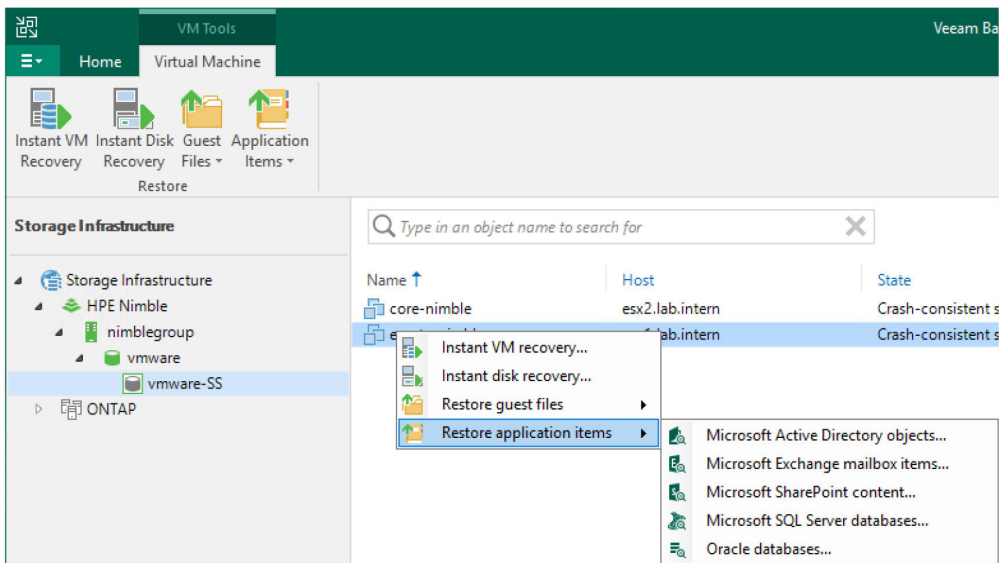 VM Tools
Veeam Ba
Home
Virtual Machine
Instant VM Recovery
Instant Disk Recovery
Guest Files
Application Items
Restore
Storage Infrastructure
Type in an object name to search for
Storage Infrastructure
HPE Nimble
nimblegroup
vmware
vmware-SS
ONTAP
Name
Host
State
core-nimble
esx2.lab.intern
Crash-consistent s
ab.intern
Crash-consistent s
Instant VM recovery...
Instant disk recovery...
Restore guest files
Restore application items
Microsoft Active Directory objects...
Microsoft Exchange mailbox items...
Microsoft SharePoint content...
Microsoft SQL Server databases...
Oracle databases...